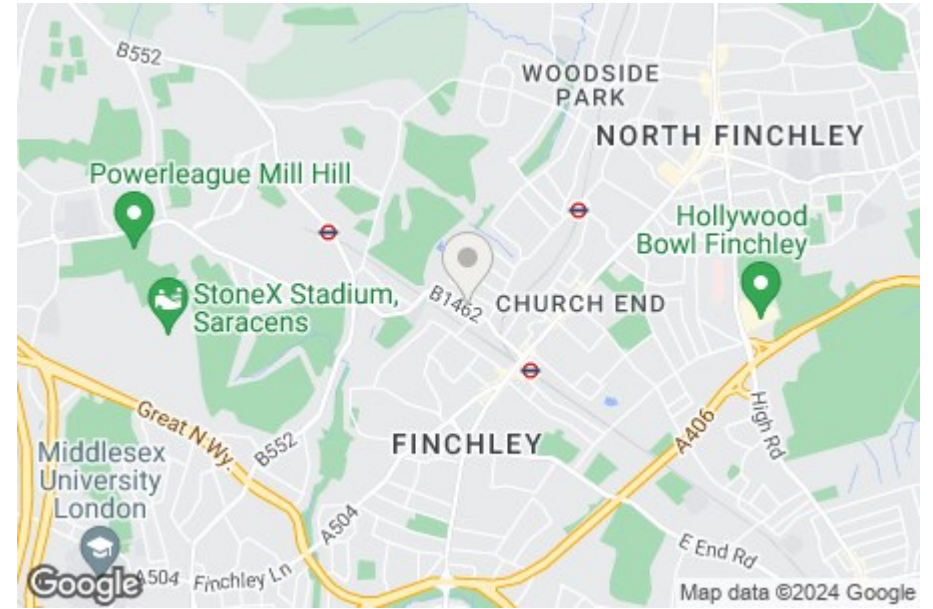 B552
WOODSIDE
PARK
NORTH FINCHLEY
Powerleague Mill Hill
Hollywood
Bowl Finchley
StoneX Stadium,
Saracens
B1462
CHURCH END
Great N Wy.
B552
FINCHLEY
A406
High Rd
Middlesex
University
London
A504
E End Rd
A504
Finchley Ln
Google
Map data ©2024 Google